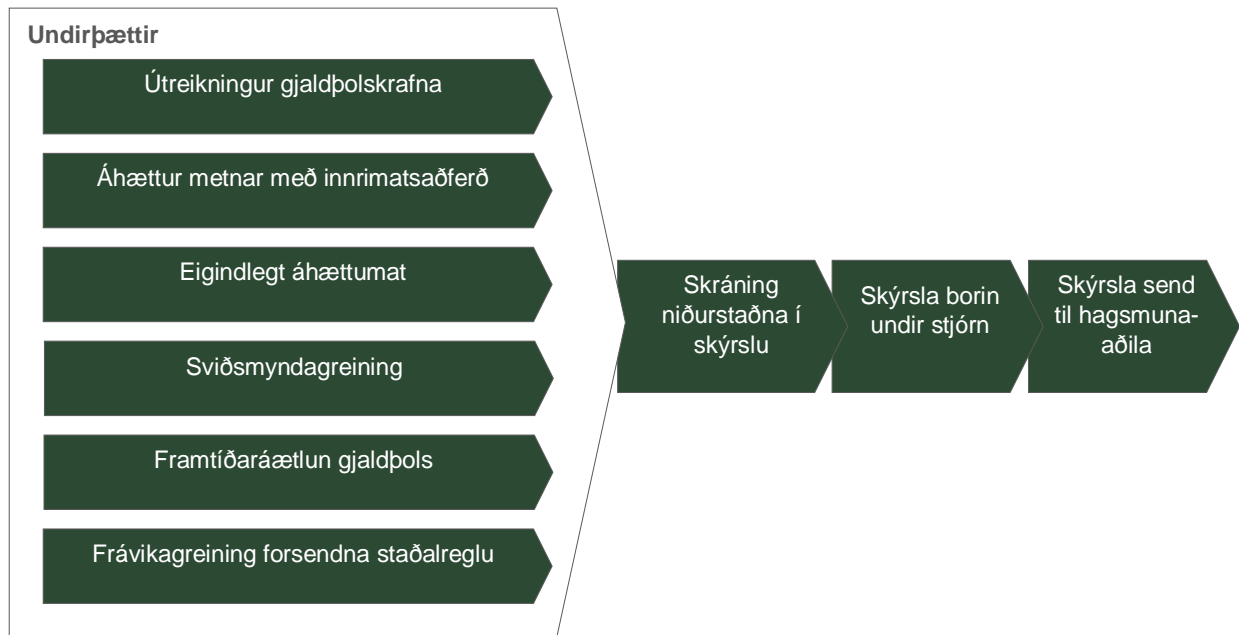 Undirþættir
Útreikningur gjaldþolskrafna
Áhættur metnar með innrimatsaðferð
Eigindlegt áhættumat
Sviðsmyndagreining
Framtíðaráætlun gjaldþols
Frávikagreining forsendna staðalreglu
Skráning
niðurstaðna í
skýrslu
Skýrsla borin
undir stjórn
Skýrsla send
til hagsmuna-
aðila